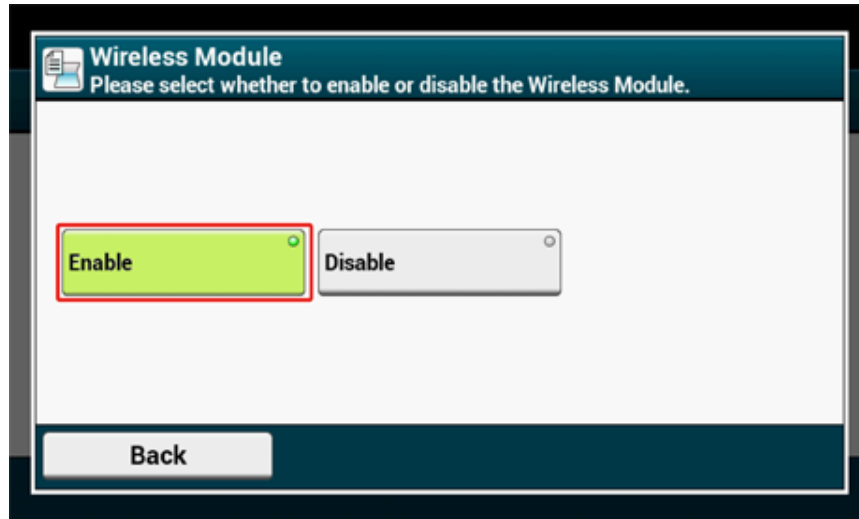 Wireless Module
Please select whether to enable or disable the Wireless Module.
Enable
Disable
Back